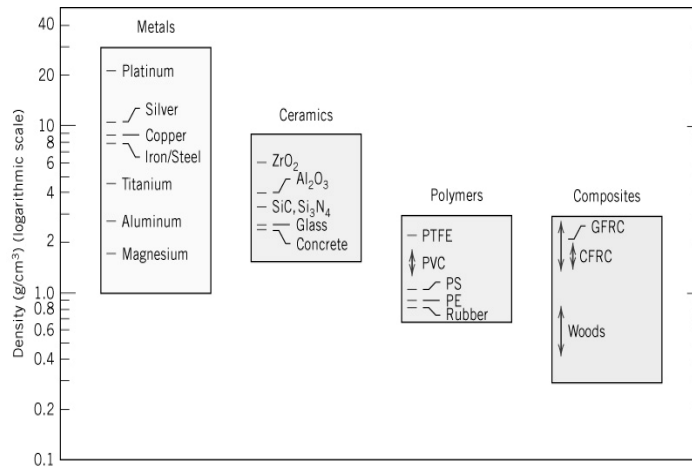 Density (g/cm³) (logarithmic scale)
40
20
10
8
6
4
2
1.0
0.8
0.6
0.4
0.2
0.1
Metals
Platinum
Silver
Copper
Iron/Steel
Titanium
Aluminum
Magnesium
Ceramics
ZrO₂
Al₂O₃
SiC, Si₃N₄
Glass
Concrete
Polymers
PTFE
PVC
PS
PE
Rubber
Composites
GFRC
CFRC
Woods